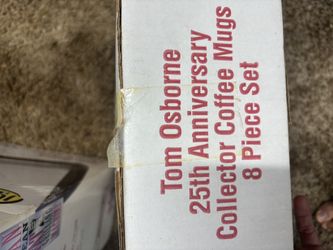 Tom Osborne
25th Anniversary
Collector Coffee Mugs
8 Piece Set